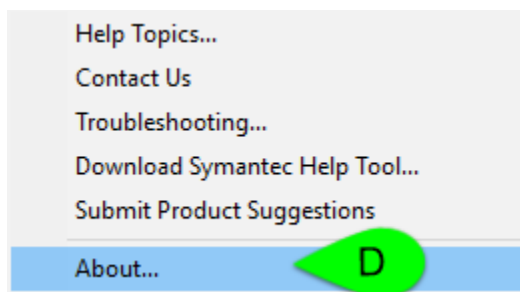 Help Topics...
Contact Us
Troubleshooting...
Download Symantec Help Tool...
Submit Product Suggestions
About... D